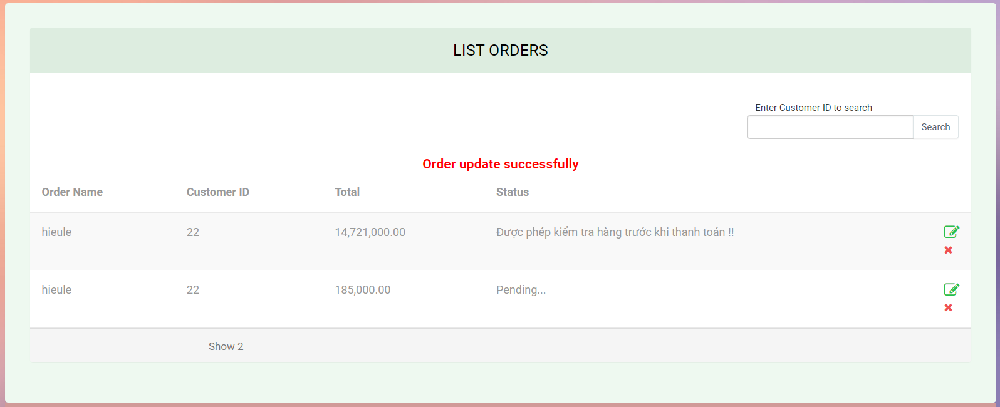 LIST ORDERS
Enter Customer ID to search
Search
Order update successfully
Order Name Customer ID Total Status
hieule 22 14,721,000.00 Được phép kiểm tra hàng trước khi thanh toán !!
hieule 22 185,000.00 Pending...
Show 2